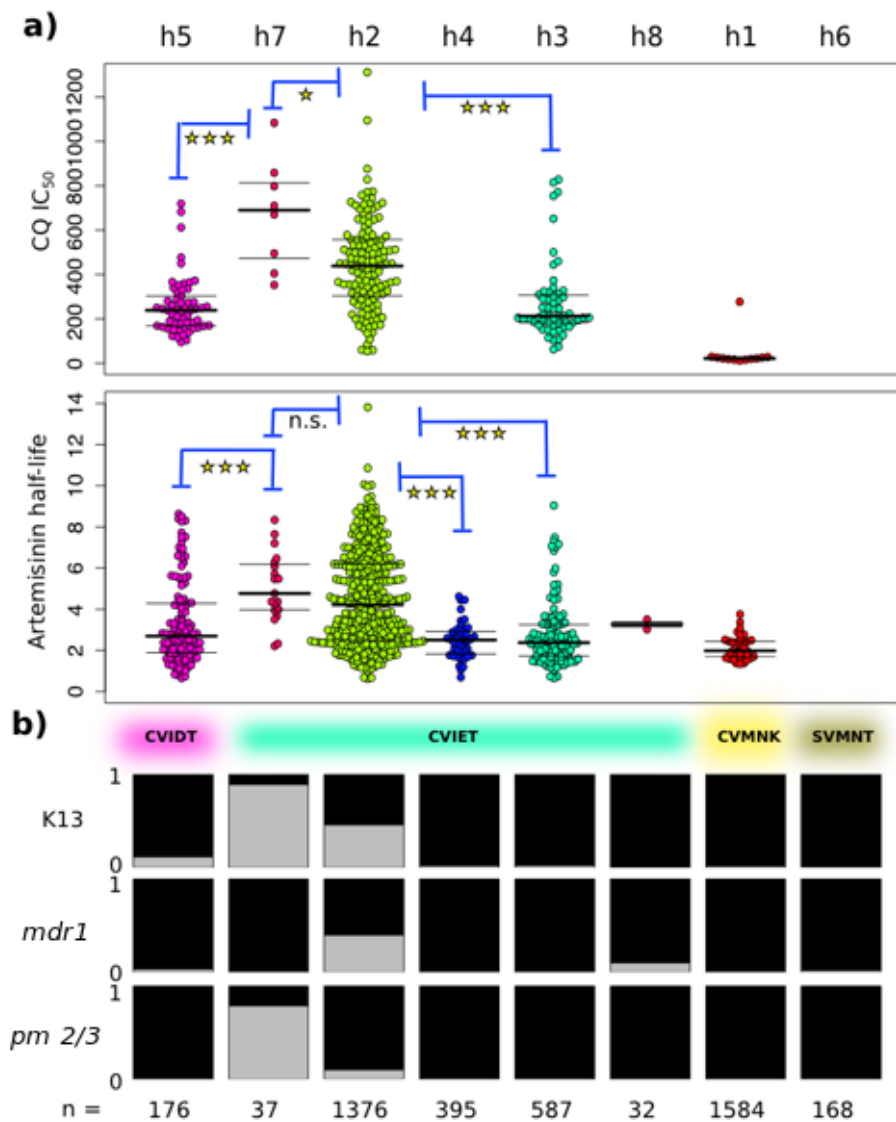 a)
h5 h7 h2 h4 h3 h8 h1 h6
CQ IC50
0 200 400 600 800 1000 1200
n.s.
Artemisinin half-life
0 2 4 6 8 10 12 14
b)
CVIDT CVIET CVMNK SVMNT
K13
1
0
mdr1
1
0
pm 2/3
1
0
n = 176 37 1376 395 587 32 1584 168